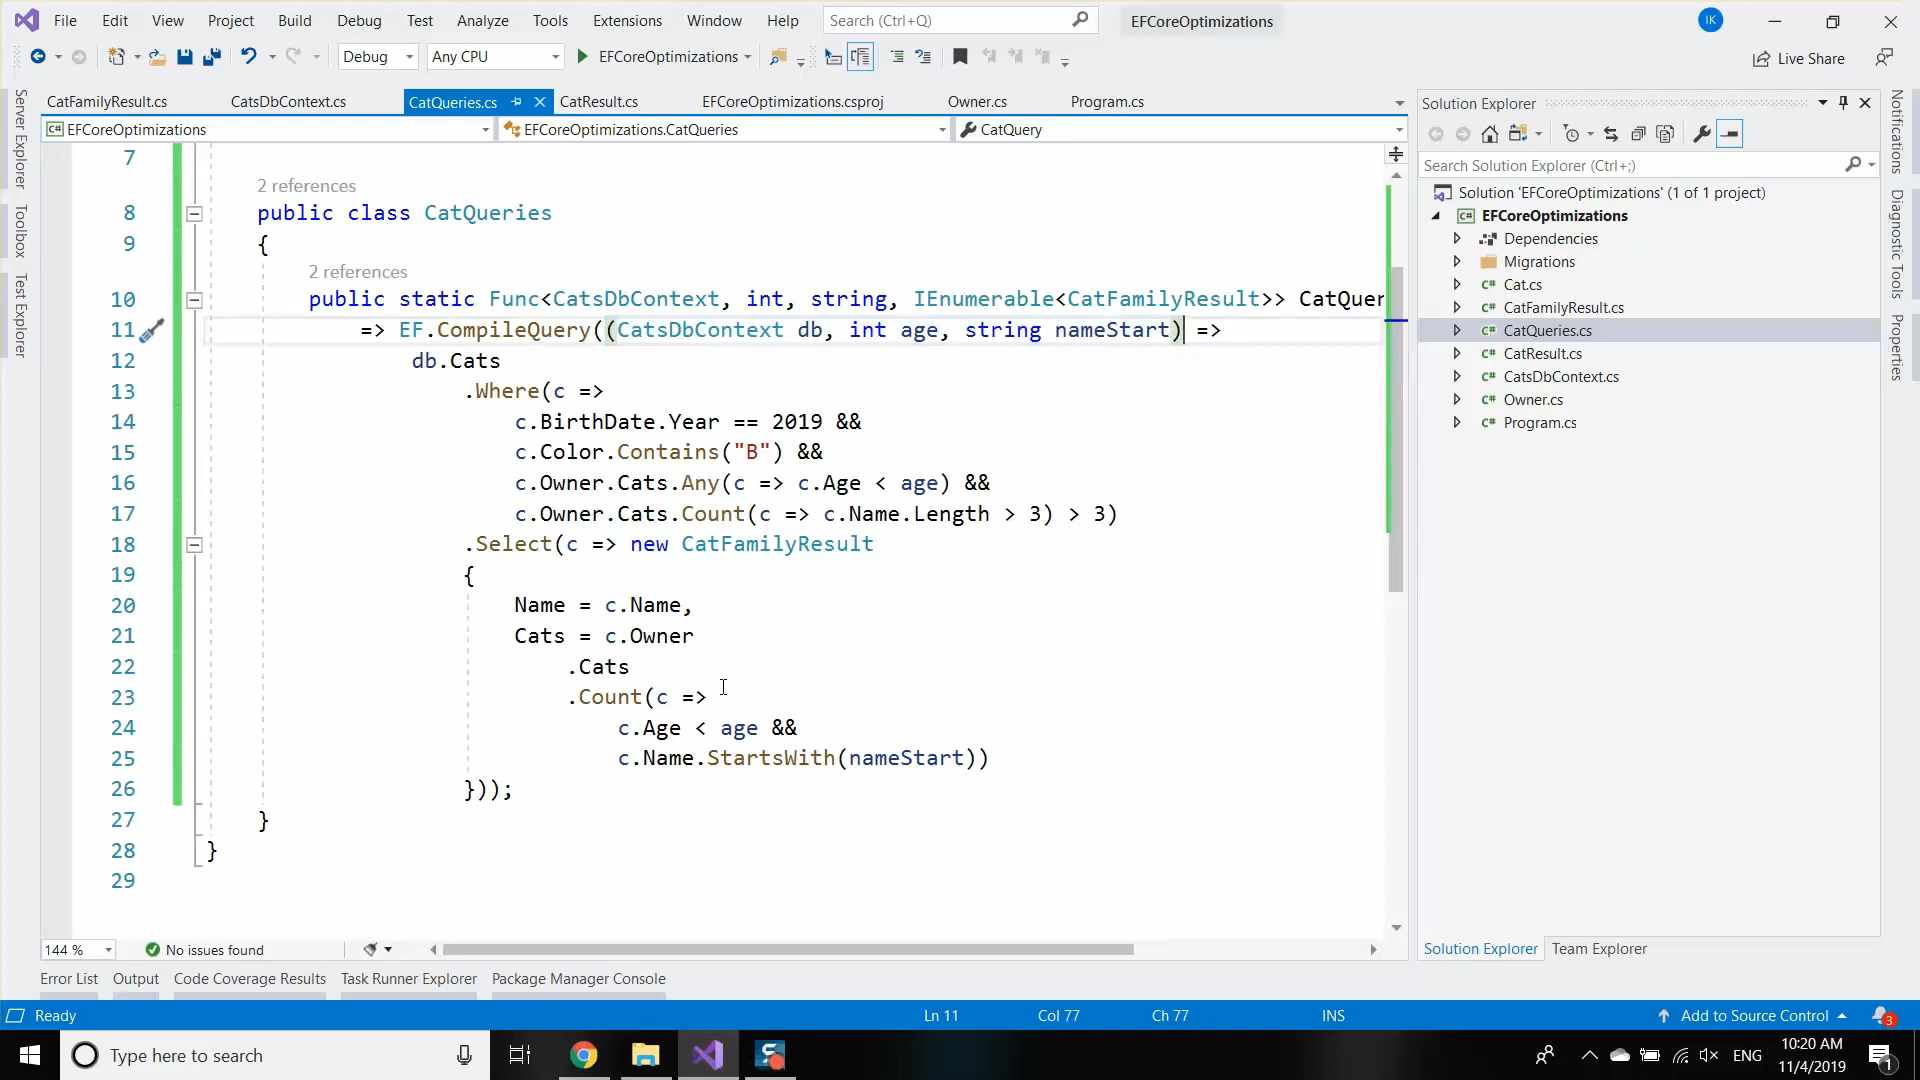 File Edit View Project Build Debug Test Analyze Tools Extensions Window Help Search (Ctrl+Q) EFCoreOptimizations IK
Debug Any CPU EFCoreOptimizations Live Share
CatFamilyResult.cs CatsDbContext.cs CatQueries.cs CatResult.cs EFCoreOptimizations.csproj Owner.cs Program.cs
C# EFCoreOptimizations EFCoreOptimizations.CatQueries CatQuery
Server Explorer
Toolbox
Test Explorer
7
2 references
8 public class CatQueries
9 {
2 references
10 public static Func<CatsDbContext, int, string, IEnumerable<CatFamilyResult>> CatQuer
11 => EF.CompileQuery((CatsDbContext db, int age, string nameStart) =>
12 db.Cats
13 .Where(c =>
14 c.BirthDate.Year == 2019 &&
15 c.Color.Contains("B") &&
16 c.Owner.Cats.Any(c => c.Age < age) &&
17 c.Owner.Cats.Count(c => c.Name.Length > 3) > 3)
18 .Select(c => new CatFamilyResult
19 {
20 Name = c.Name,
21 Cats = c.Owner
22 .Cats
23 .Count(c =>
24 c.Age < age &&
25 c.Name.StartsWith(nameStart))
26 }));
27 }
28 }
29
144 % No issues found
Solution Explorer
Search Solution Explorer (Ctrl+;)
Solution 'EFCoreOptimizations' (1 of 1 project)
C# EFCoreOptimizations
Dependencies
Migrations
C# Cat.cs
C# CatFamilyResult.cs
C# CatQueries.cs
C# CatResult.cs
C# CatsDbContext.cs
C# Owner.cs
C# Program.cs
Solution Explorer Team Explorer
Notifications
Diagnostic Tools
Properties
Error List Output Code Coverage Results Task Runner Explorer Package Manager Console
Ready Ln 11 Col 77 Ch 77 INS Add to Source Control 3
Type here to search ENG 10:20 AM
11/4/2019 1